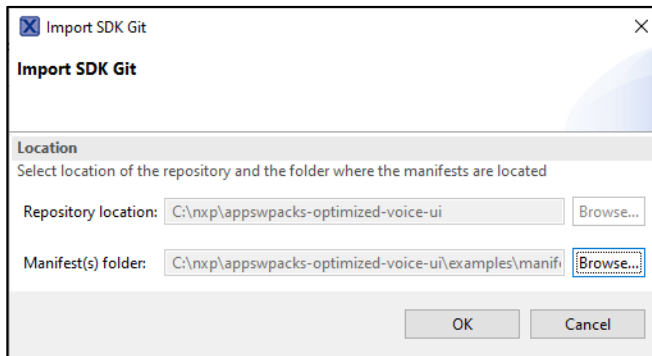 Import SDK Git
Import SDK Git
Location
Select location of the repository and the folder where the manifests are located
Repository location: C:\nxp\appswpacks-optimized-voice-ui Browse...
Manifest(s) folder: C:\nxp\appswpacks-optimized-voice-ui\examples\manif Browse...
OK Cancel